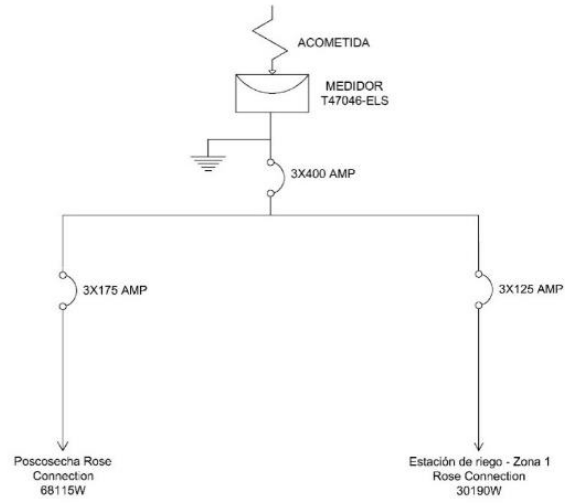 ACOMETIDA
MEDIDOR
T47046-ELS
3X400 AMP
3X175 AMP
3X125 AMP
Poscosecha Rose
Connection
68115W
Estación de riego - Zona 1
Rose Connection
30190W